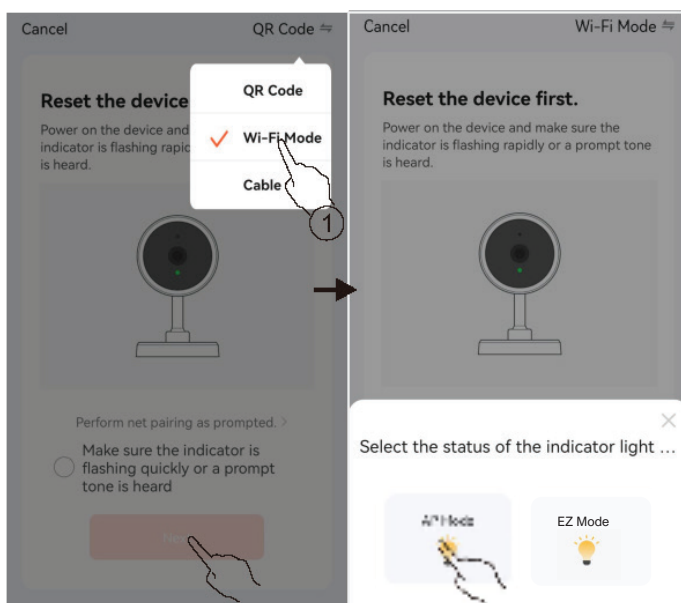 Cancel
QR Code
QR Code
Reset the device
Power on the device and
Wi-Fi Mode
indicator is flashing rapid
is heard.
Cable
1
Perform net pairing as prompted. >
Make sure the indicator is
flashing quickly or a prompt
tone is heard
Cancel
Wi-Fi Mode
Reset the device first.
Power on the device and make sure the
indicator is flashing rapidly or a prompt tone
is heard.
Select the status of the indicator light ...
AP Mode
EZ Mode